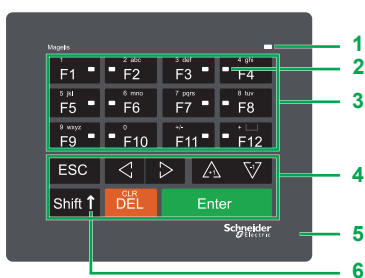 Magelis
1
1 2 abc 3 def 4 ghi
F1 F2 F3 F4
2
5 jkl 6 mno 7 pqrs 8 tuv
F5 F6 F7 F8
3
9 wxyz 0 +/- +
F9 F10 F11 F12
ESC +1 -1
4
Shift CLR DEL Enter
Schneider
Electric
5
6